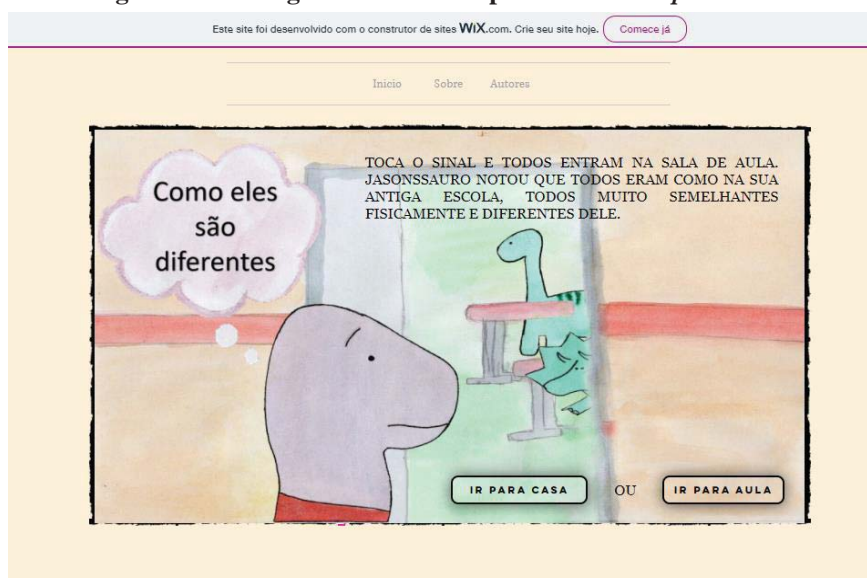 Este site foi desenvolvido com o construtor de sites WiX.com. Crie seu site hoje. Comece já
Inicio Sobre Autores
Como eles
são
diferentes
TOCA O SINAL E TODOS ENTRAM NA SALA DE AULA.
JASONSSAURO NOTOU QUE TODOS ERAM COMO NA SUA
ANTIGA ESCOLA, TODOS MUITO SEMELHANTES
FISICAMENTE E DIFERENTES DELE.
IR PARA CASA OU IR PARA AULA